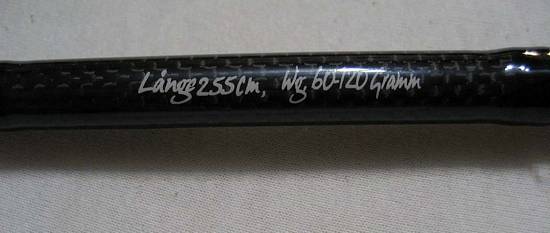 Länge 255cm, Wg. 60-120 Gramm